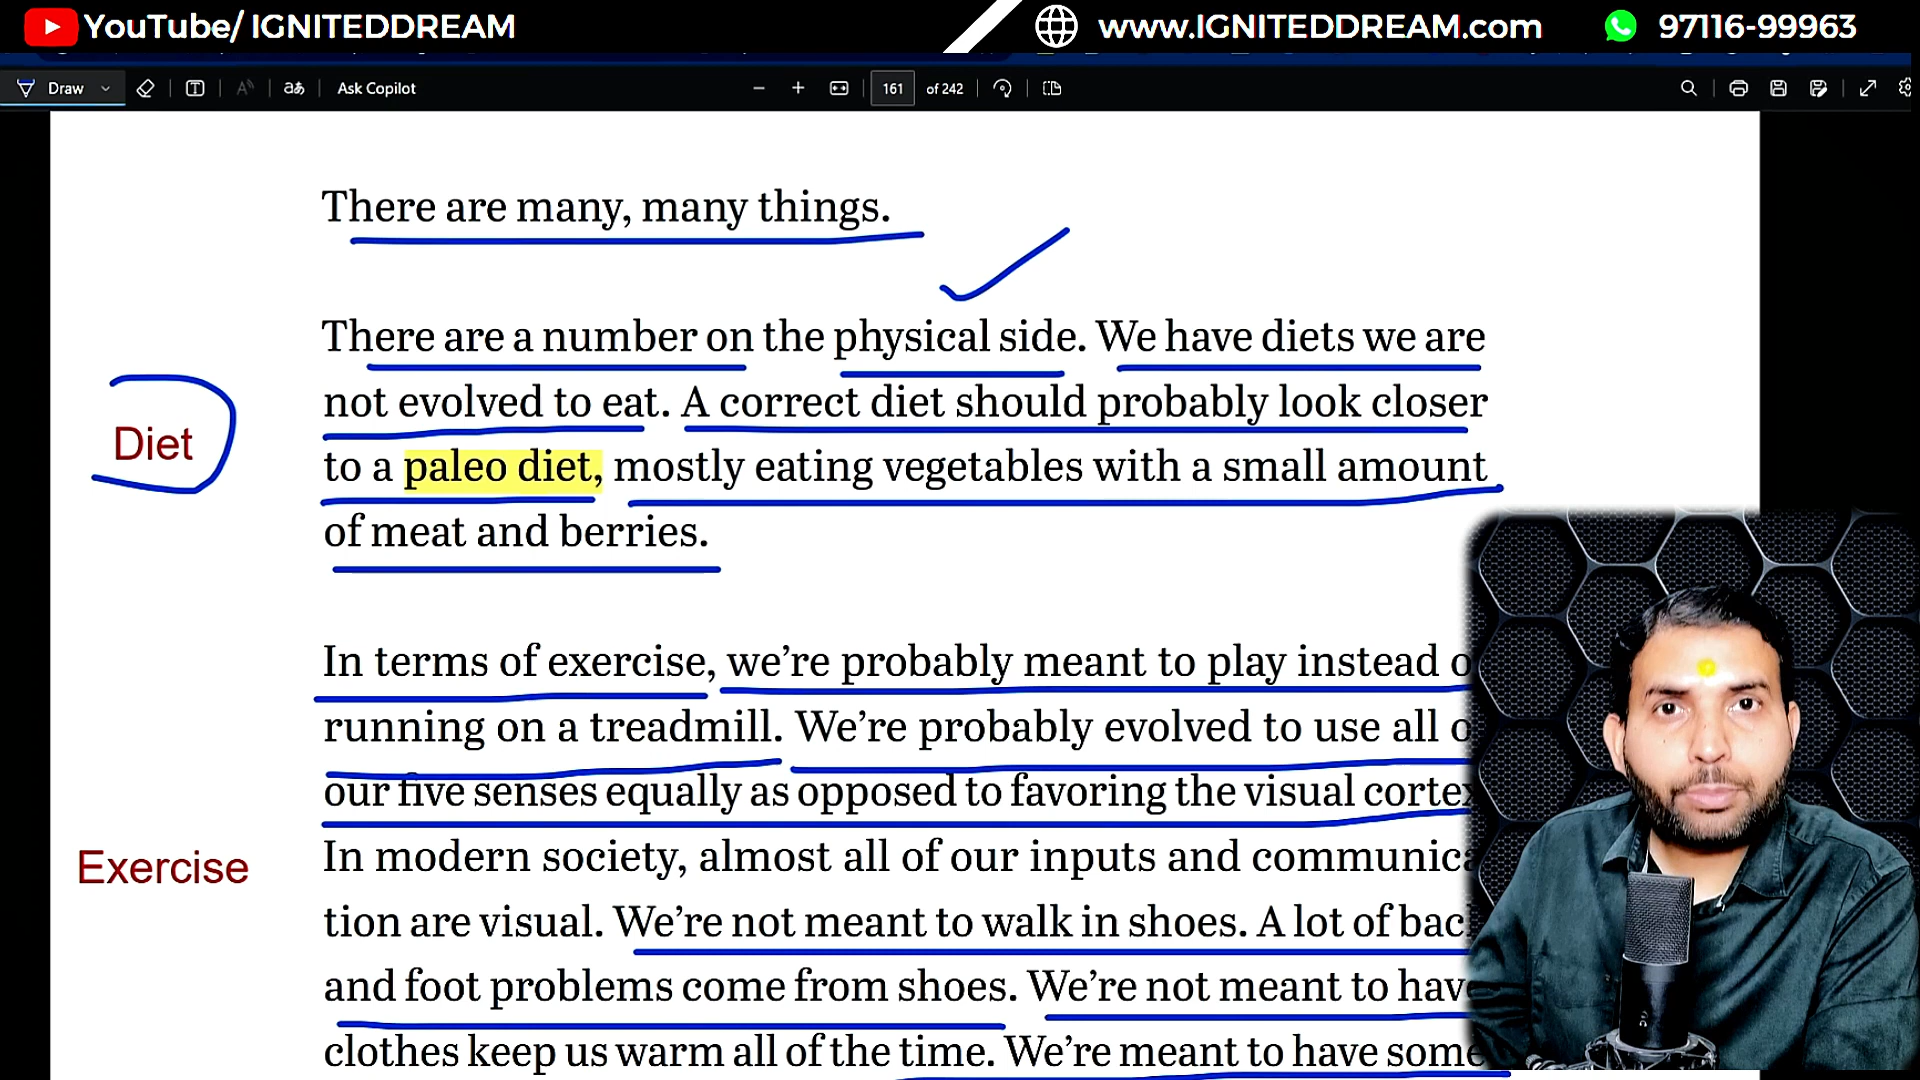 YouTube/ IGNITEDDREAM
www.IGNITEDDREAM.com
97116-99963
Draw
Ask Copilot
161 of 242
There are many, many things.
There are a number on the physical side. We have diets we are
not evolved to eat. A correct diet should probably look closer
Diet
to a paleo diet, mostly eating vegetables with a small amount
of meat and berries.
In terms of exercise, we’re probably meant to play instead o
running on a treadmill. We’re probably evolved to use all o
our five senses equally as opposed to favoring the visual cortex
Exercise
In modern society, almost all of our inputs and communica
tion are visual. We’re not meant to walk in shoes. A lot of back
and foot problems come from shoes. We’re not meant to have
clothes keep us warm all of the time. We’re meant to have some